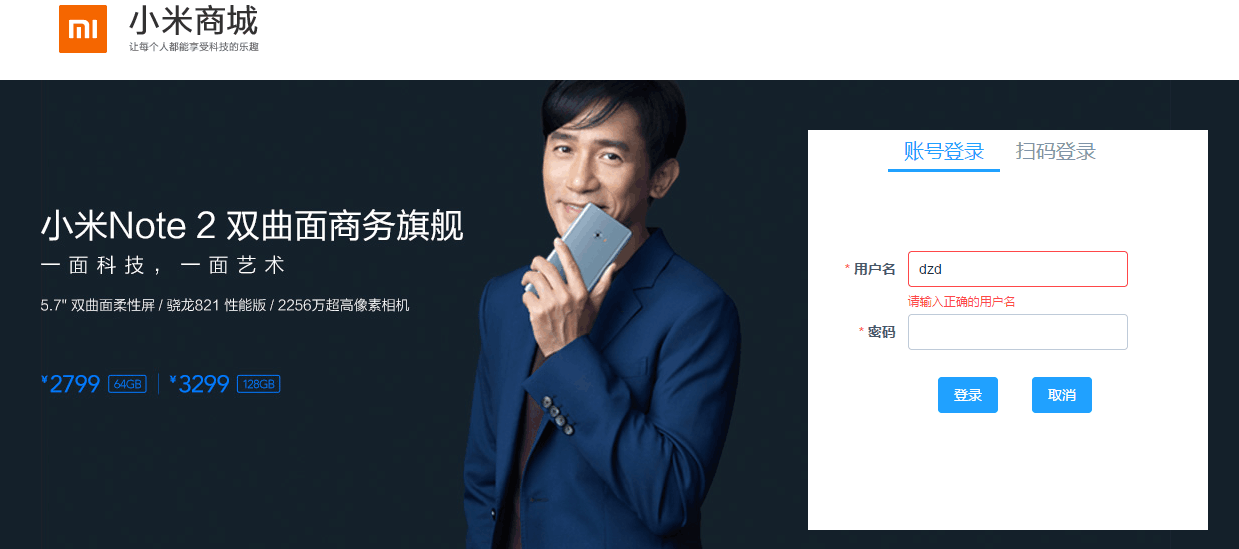 小米商城
让每个人都能享受科技的乐趣
账号登录 扫码登录
小米Note 2 双曲面商务旗舰
一面科技，一面艺术
5.7" 双曲面柔性屏 / 骁龙821 性能版 / 2256万超高像素相机
¥2799 64GB ¥3299 128GB
* 用户名 dzd
请输入正确的用户名
* 密码
登录 取消